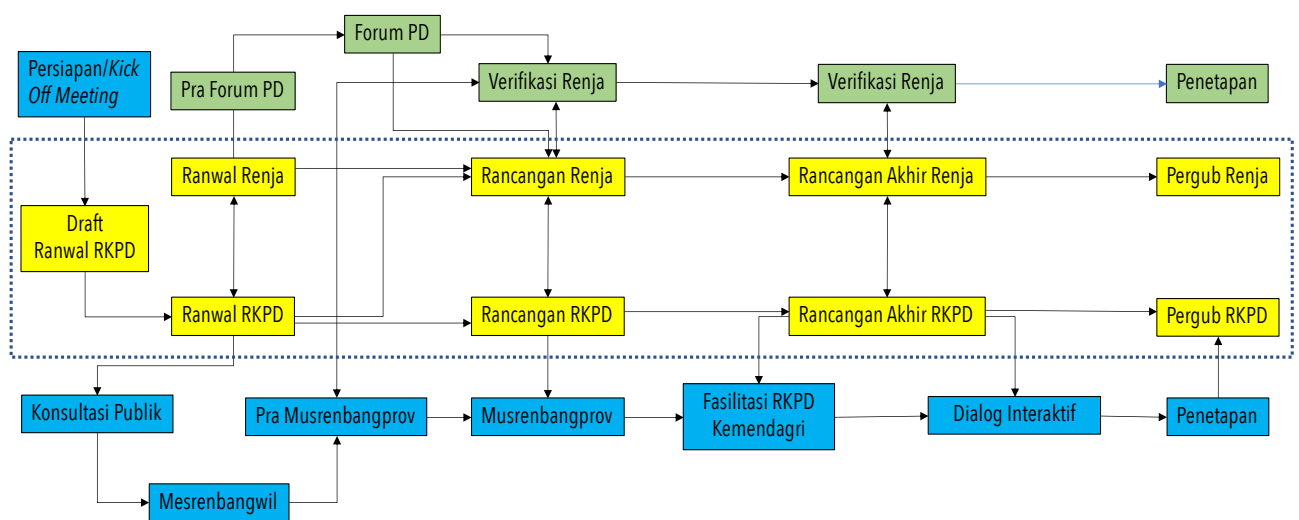 Forum PD
Persiapan/Kick
Off Meeting
Pra Forum PD
Verifikasi Renja
Verifikasi Renja
Penetapan
Ranwal Renja
Rancangan Renja
Rancangan Akhir Renja
Pergub Renja
Draft
Ranwal RKPD
Ranwal RKPD
Rancangan RKPD
Rancangan Akhir RKPD
Pergub RKPD
Konsultasi Publik
Pra Musrenbangprov
Musrenbangprov
Fasilitasi RKPD
Kemendagri
Dialog Interaktif
Penetapan
Mesrenbangwil